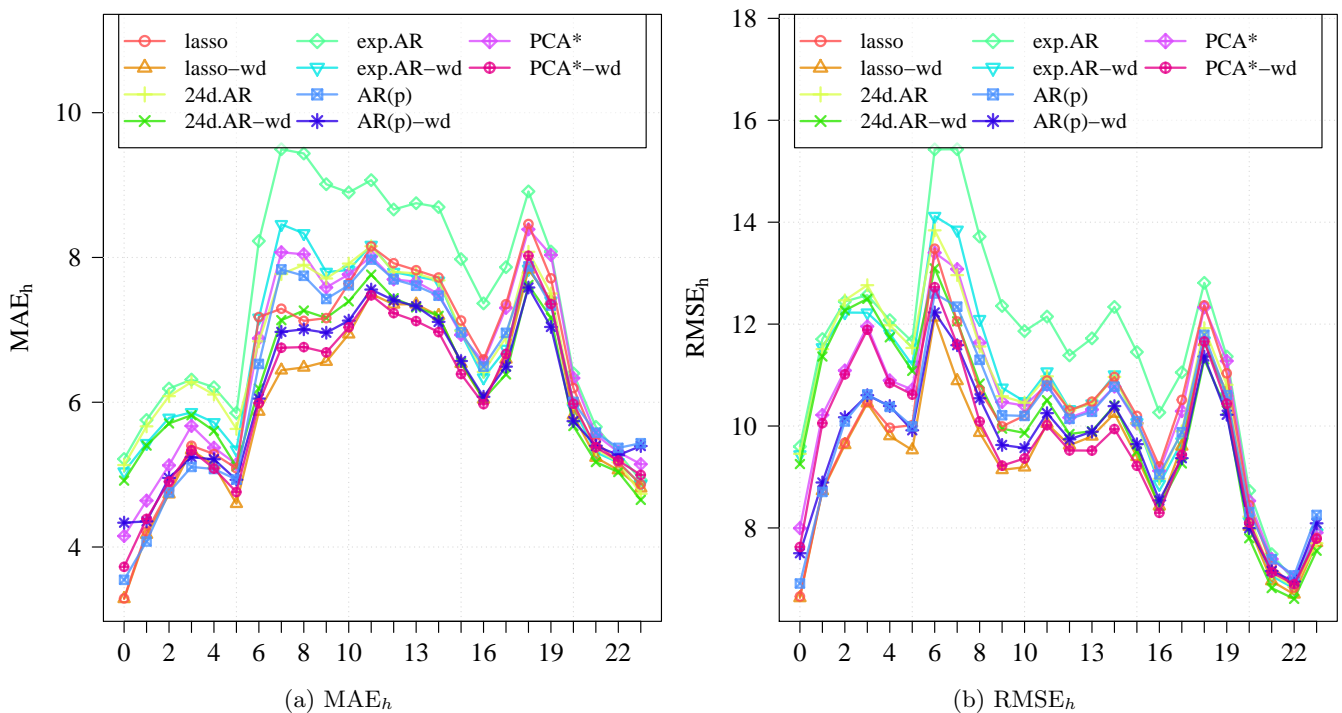 lasso exp.AR PCA*
lasso−wd exp.AR−wd PCA*−wd
24d.AR AR(p)
24d.AR−wd AR(p)−wd
10
8
6
4
MAEh
0 2 4 6 8 10 13 16 19 22
(a) MAEh
lasso exp.AR PCA*
lasso−wd exp.AR−wd PCA*−wd
24d.AR AR(p)
24d.AR−wd AR(p)−wd
18
16
14
12
10
8
RMSEh
0 2 4 6 8 10 13 16 19 22
(b) RMSEh